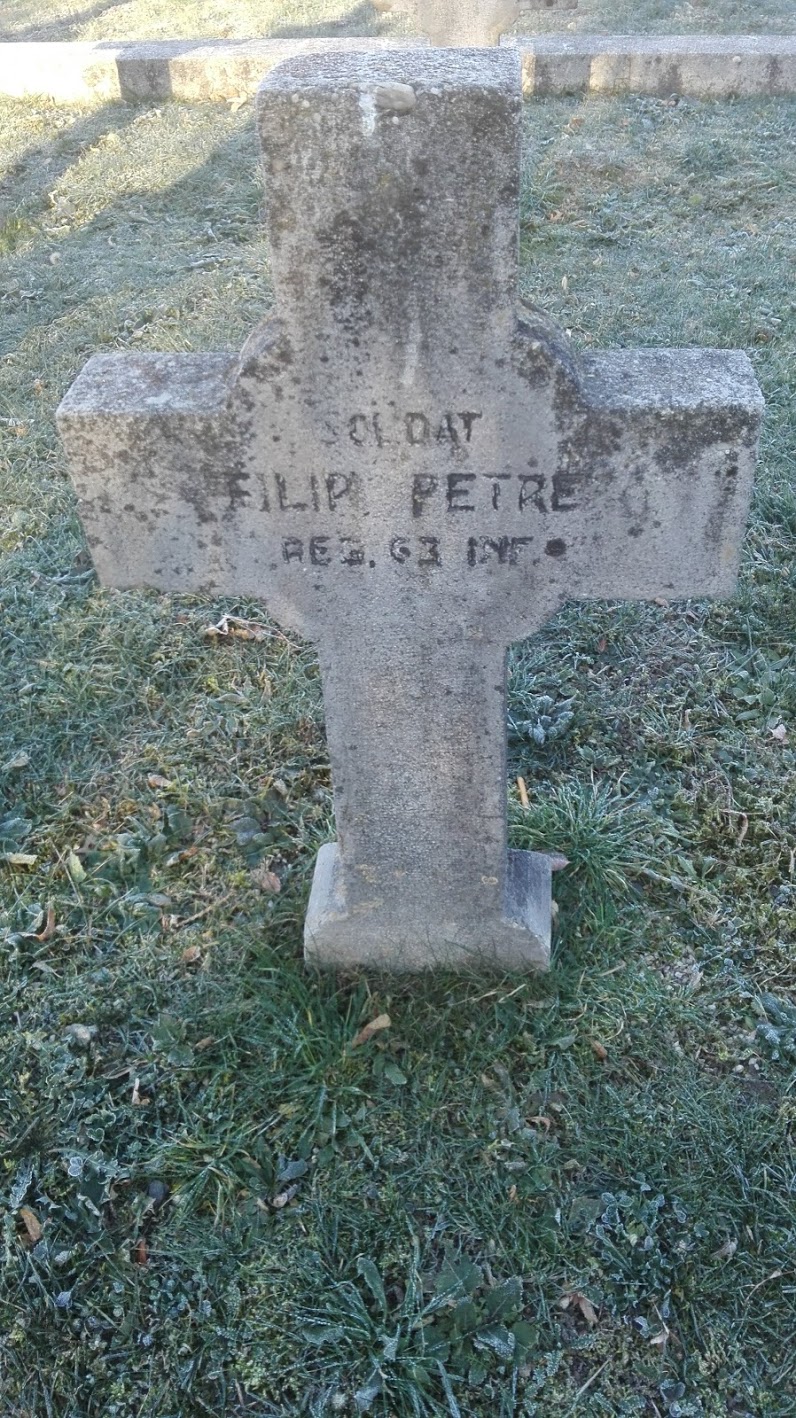 SOLDAT
FILIP PETRE
REG. 63 INF.